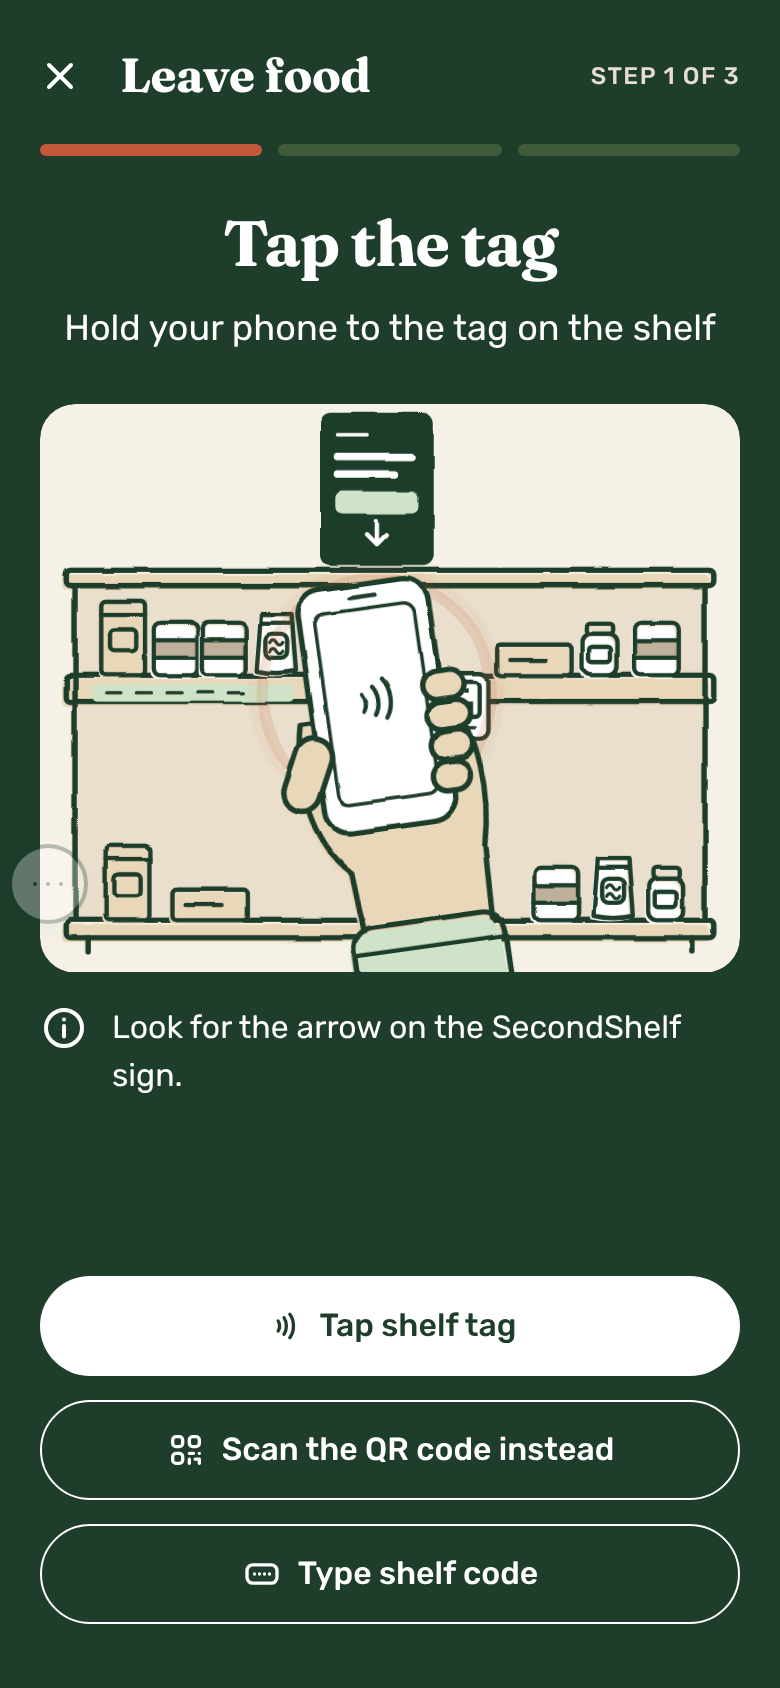 Leave food
STEP 1 OF 3
Tap the tag
Hold your phone to the tag on the shelf
Look for the arrow on the SecondShelf
sign.
Tap shelf tag
Scan the QR code instead
Type shelf code